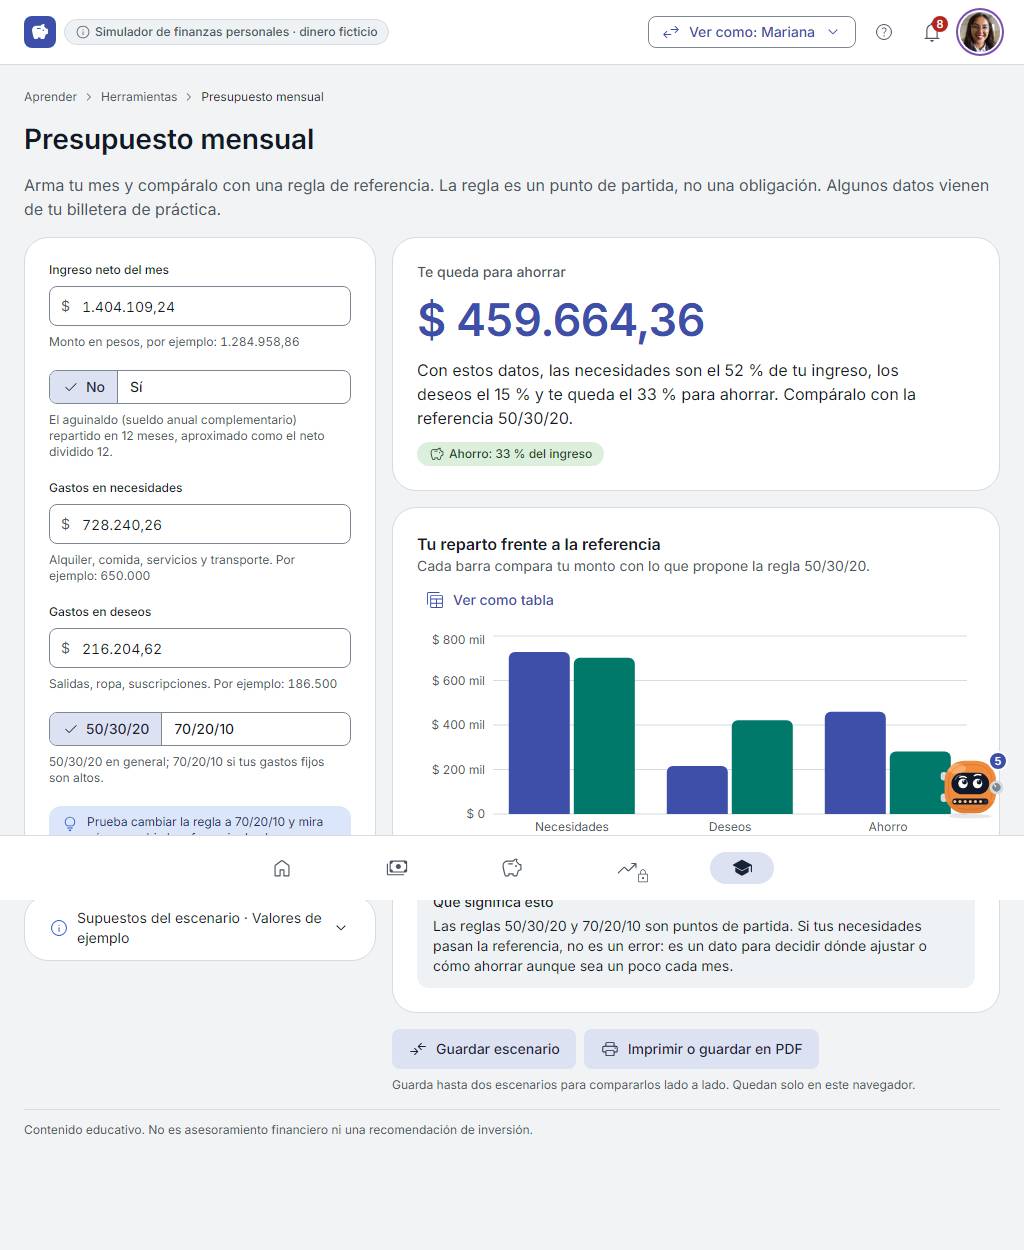 Simulador de finanzas personales · dinero ficticio
Ver como: Mariana
8
Aprender
Herramientas
Presupuesto mensual
Presupuesto mensual
Arma tu mes y compáralo con una regla de referencia. La regla es un punto de partida, no una obligación. Algunos datos vienen
de tu billetera de práctica.
Ingreso neto del mes
$ 1.404.109,24
Monto en pesos, por ejemplo: 1.284.958,86
No
Sí
El aguinaldo (sueldo anual complementario)
repartido en 12 meses, aproximado como el neto
dividido 12.
Gastos en necesidades
$ 728.240,26
Alquiler, comida, servicios y transporte. Por
ejemplo: 650.000
Gastos en deseos
$ 216.204,62
Salidas, ropa, suscripciones. Por ejemplo: 186.500
50/30/20
70/20/10
50/30/20 en general; 70/20/10 si tus gastos fijos
son altos.
Prueba cambiar la regla a 70/20/10 y mira
Supuestos del escenario · Valores de
ejemplo
Te queda para ahorrar
$ 459.664,36
Con estos datos, las necesidades son el 52 % de tu ingreso, los
deseos el 15 % y te queda el 33 % para ahorrar. Compáralo con la
referencia 50/30/20.
Ahorro: 33 % del ingreso
Tu reparto frente a la referencia
Cada barra compara tu monto con lo que propone la regla 50/30/20.
Ver como tabla
$ 800 mil
$ 600 mil
$ 400 mil
$ 200 mil
$ 0
Necesidades
Deseos
Ahorro
5
Qué significa esto
Las reglas 50/30/20 y 70/20/10 son puntos de partida. Si tus necesidades
pasan la referencia, no es un error: es un dato para decidir dónde ajustar o
cómo ahorrar aunque sea un poco cada mes.
Guardar escenario
Imprimir o guardar en PDF
Guarda hasta dos escenarios para compararlos lado a lado. Quedan solo en este navegador.
Contenido educativo. No es asesoramiento financiero ni una recomendación de inversión.